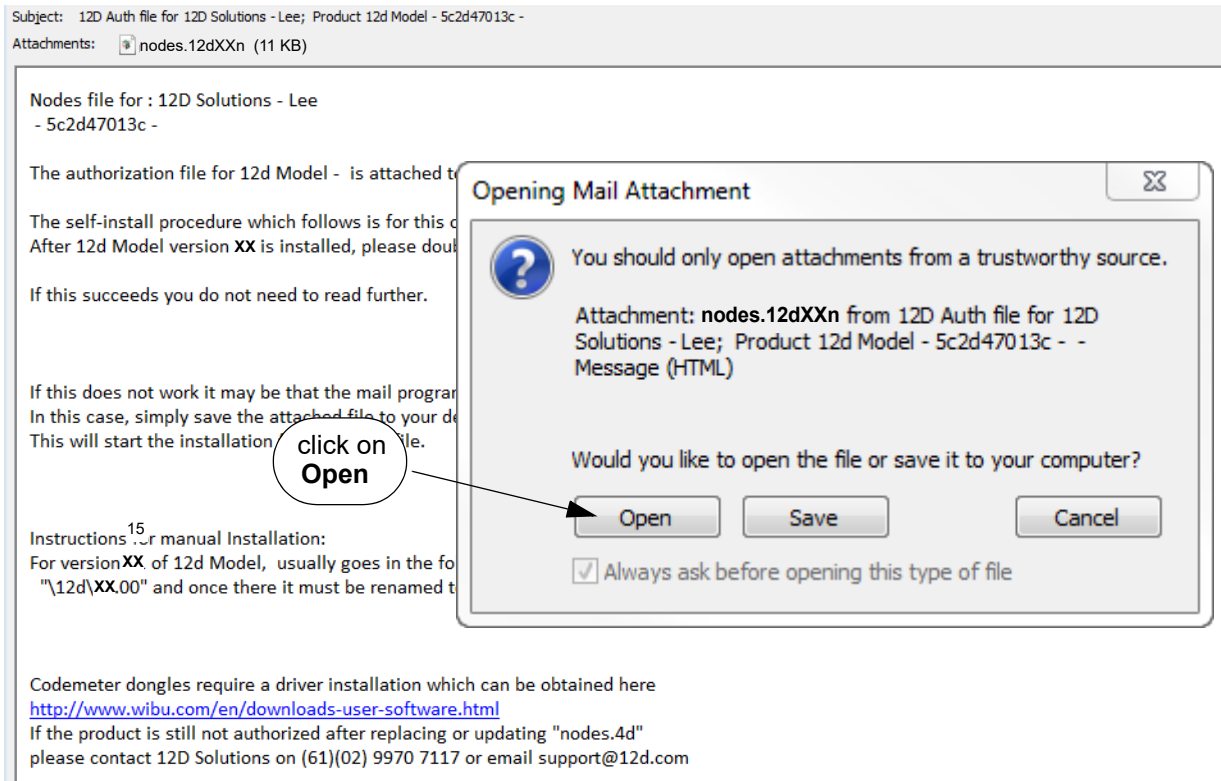 Subject: 12D Auth file for 12D Solutions - Lee; Product 12d Model - 5c2d47013c -
Attachments: nodes.12dXXn (11 KB)
Nodes file for : 12D Solutions - Lee
- 5c2d47013c -
The authorization file for 12d Model - is attached
The self-install procedure which follows is for this
After 12d Model version XX is installed, please
If this succeeds you do not need to read further.
If this does not work it may be that the mail
In this case, simply save the attached file to your
This will start the installation
Instructions 15 manual Installation:
For version XX of 12d Model, usually goes in the
"\12d\XX.00" and once there it must be renamed
Codemeter dongles require a driver installation which can be obtained here
http://www.wibu.com/en/downloads-user-software.html
If the product is still not authorized after replacing or updating "nodes.4d"
please contact 12D Solutions on (61)(02) 9970 7117 or email support@12d.com
click on
Open
Opening Mail Attachment
You should only open attachments from a trustworthy source.
Attachment: nodes.12dXXn from 12D Auth file for 12D
Solutions - Lee; Product 12d Model - 5c2d47013c - -
Message (HTML)
Would you like to open the file or save it to your computer?
Open Save Cancel
Always ask before opening this type of file